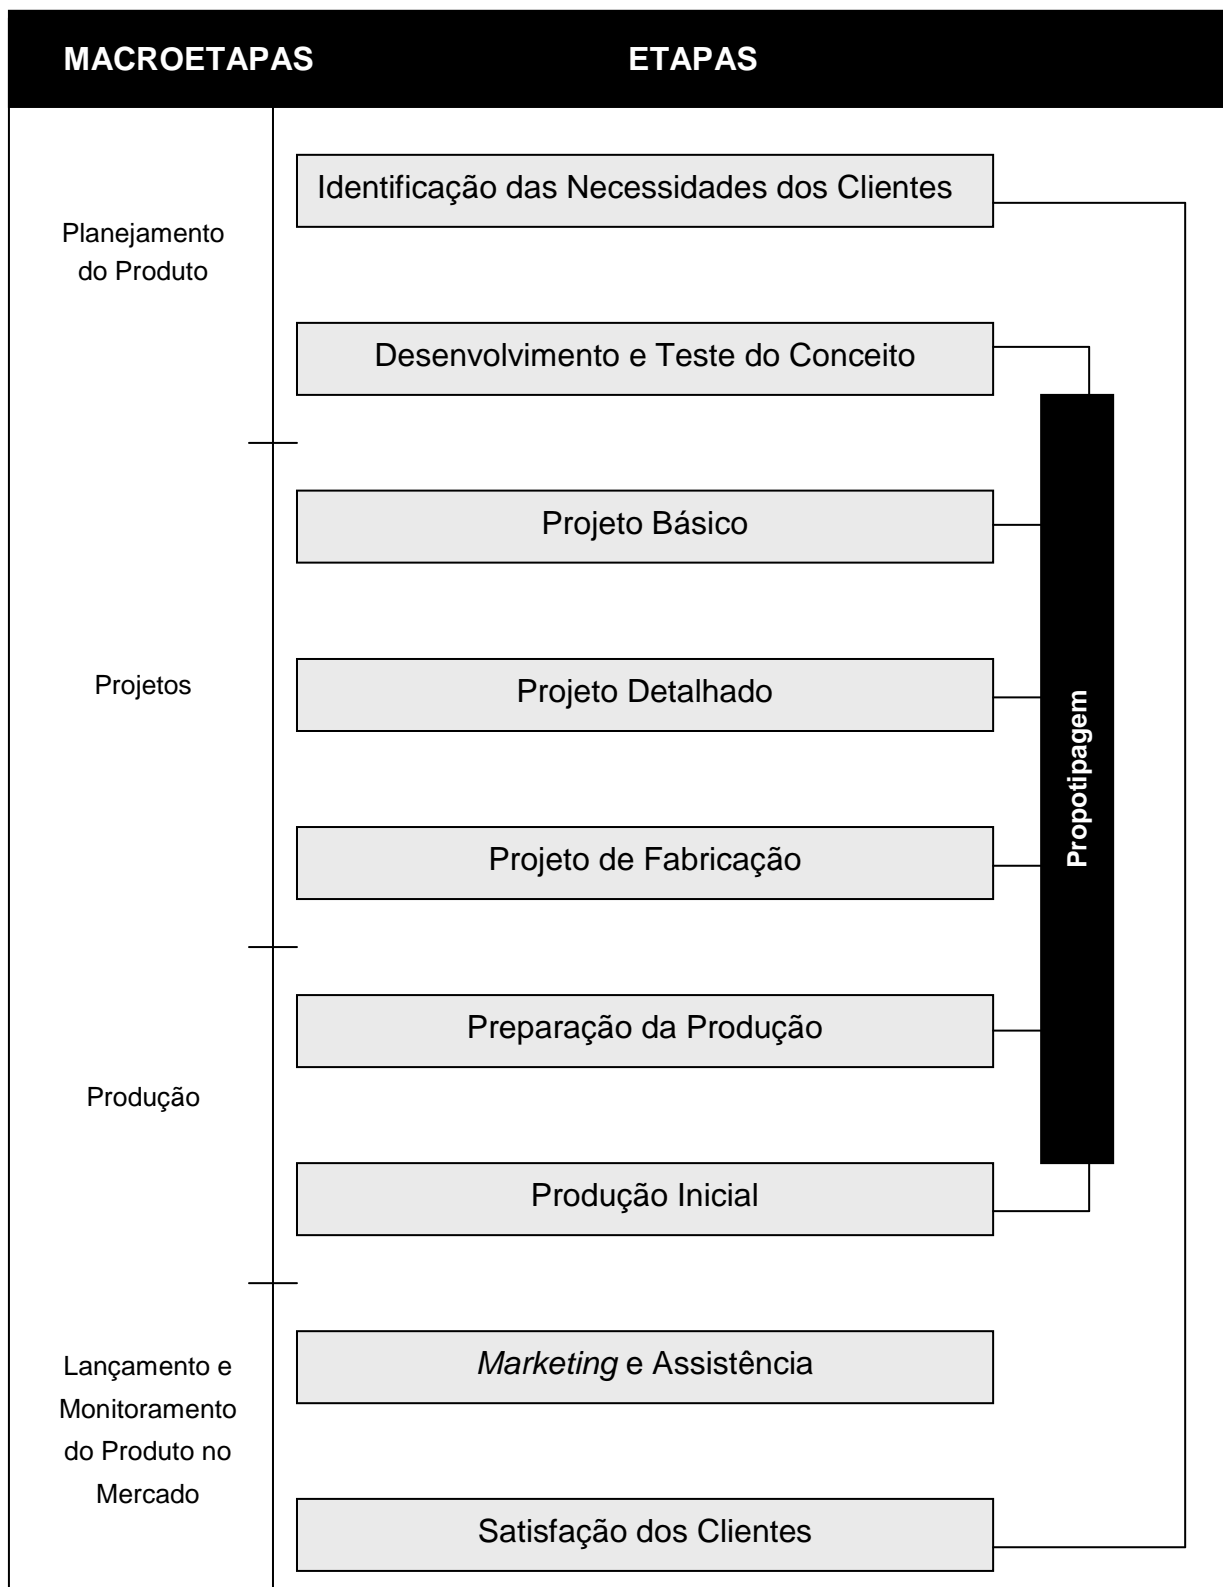 MACROETAPAS ETAPAS
Identificação das Necessidades dos Clientes
Planejamento
do Produto
Desenvolvimento e Teste do Conceito
Projeto Básico
Projetos
Projeto Detalhado
Propotipagem
Projeto de Fabricação
Preparação da Produção
Produção
Produção Inicial
Marketing e Assistência
Lançamento e
Monitoramento
do Produto no
Mercado
Satisfação dos Clientes